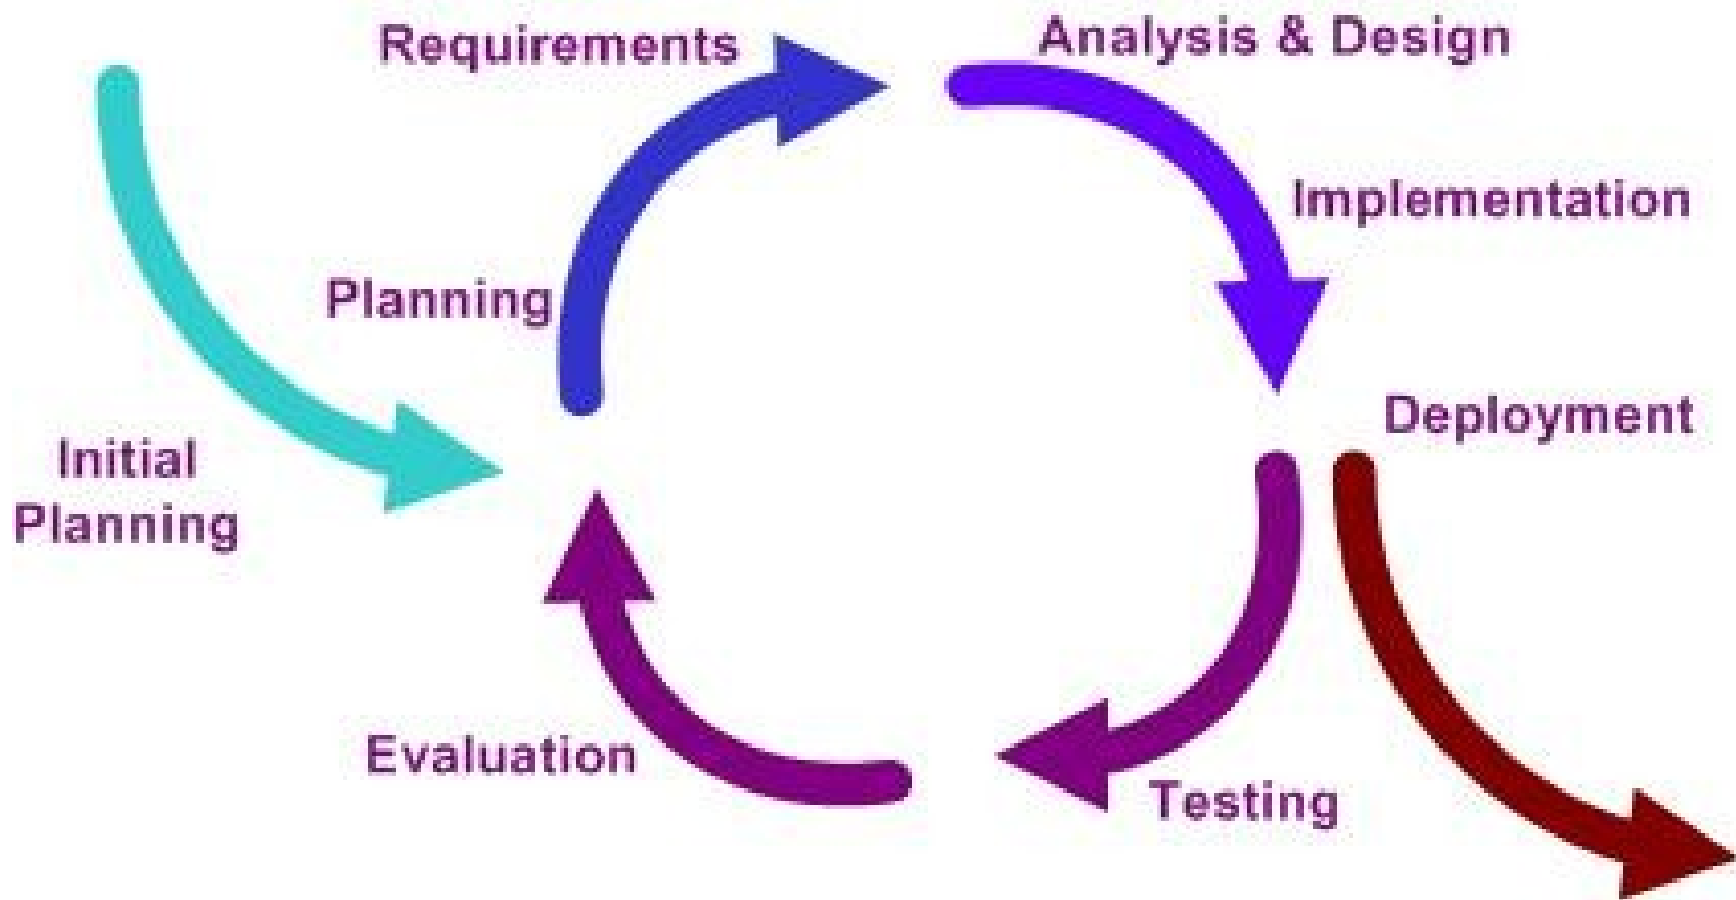 Requirements
Analysis & Design
Implementation
Planning
Deployment
Initial
Planning
Evaluation
Testing